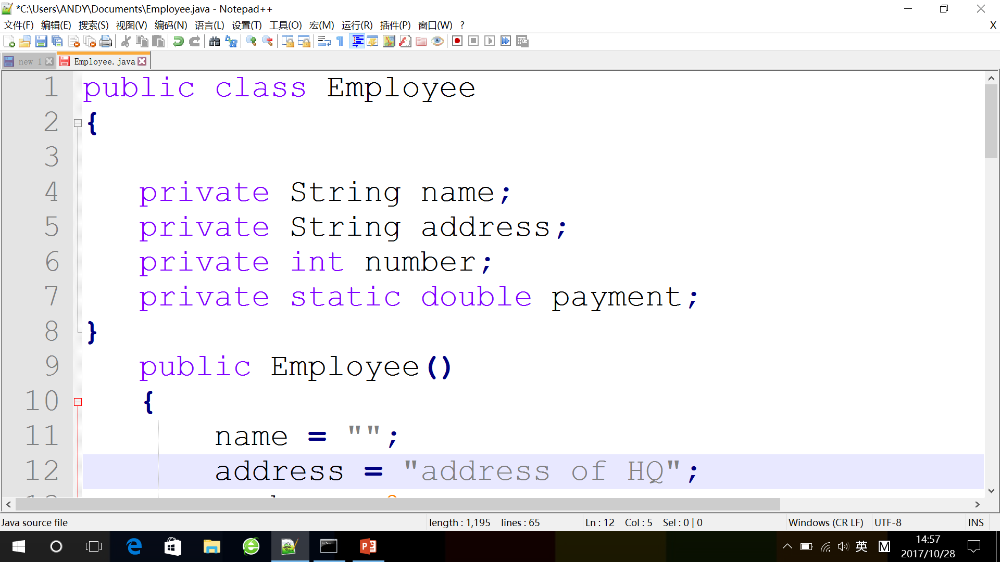 *C:\Users\ANDY\Documents\Employee.java - Notepad++
文件(F) 编辑(E) 搜索(S) 视图(V) 编码(N) 语言(L) 设置(T) 工具(O) 宏(M) 运行(R) 插件(P) 窗口(W) ? X
new 1 Employee.java
1 public class Employee
2 {
3
4 private String name;
5 private String address;
6 private int number;
7 private static double payment;
8 }
9 public Employee()
10 {
11 name = "";
12 address = "address of HQ";
Java source file length : 1,195 lines : 65 Ln : 12 Col : 5 Sel : 0 | 0 Windows (CR LF) UTF-8 INS
英 M 14:57
2017/10/28